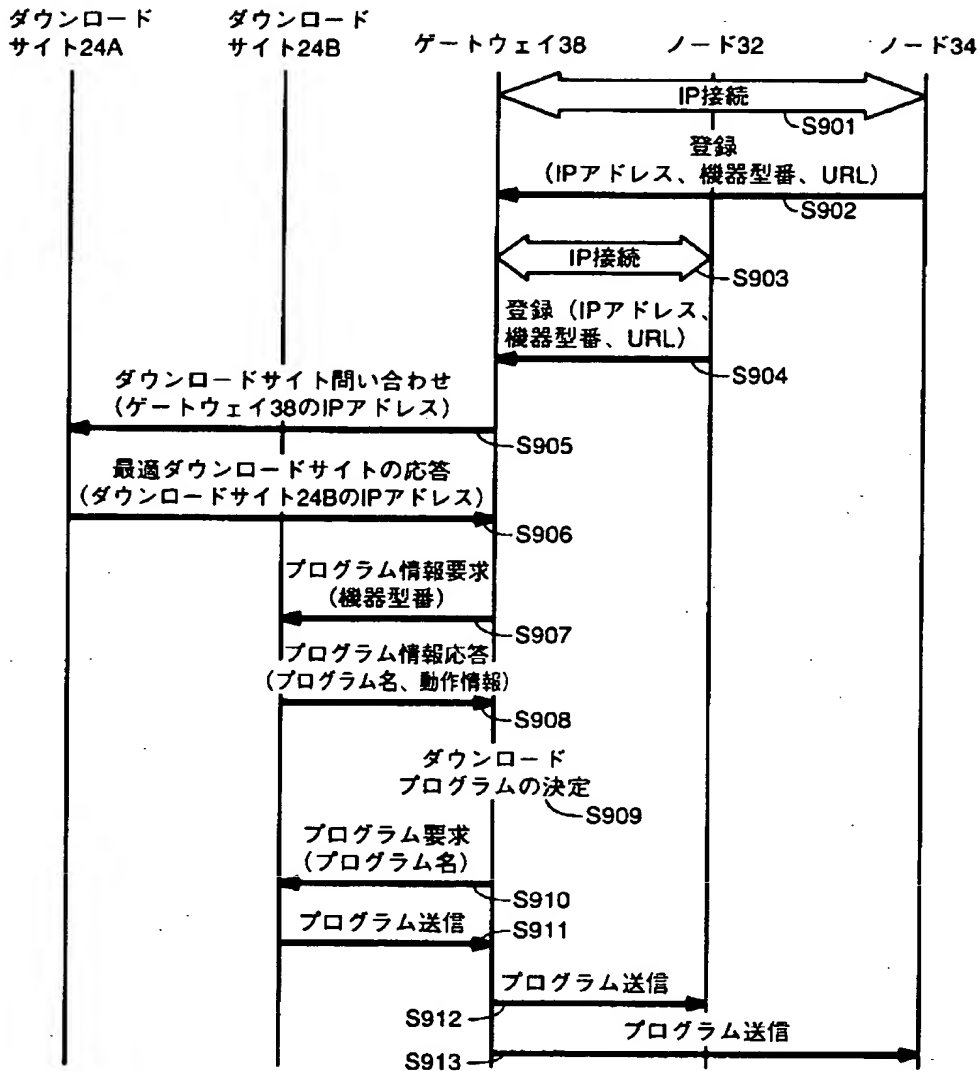 ダウンロード
サイト24A
ダウンロード
サイト24B
ゲートウェイ38
ノード32
ノード34
IP接続
S901
登録
(IPアドレス、機器型番、URL)
S902
IP接続
S903
登録(IPアドレス、
機器型番、URL)
S904
ダウンロードサイト問い合わせ
(ゲートウェイ38のIPアドレス)
S905
最適ダウンロードサイトの応答
(ダウンロードサイト24BのIPアドレス)
S906
プログラム情報要求
(機器型番)
S907
プログラム情報応答
(プログラム名、動作情報)
S908
ダウンロード
プログラムの決定
S909
プログラム要求
(プログラム名)
S910
プログラム送信
S911
プログラム送信
S912
プログラム送信
S913